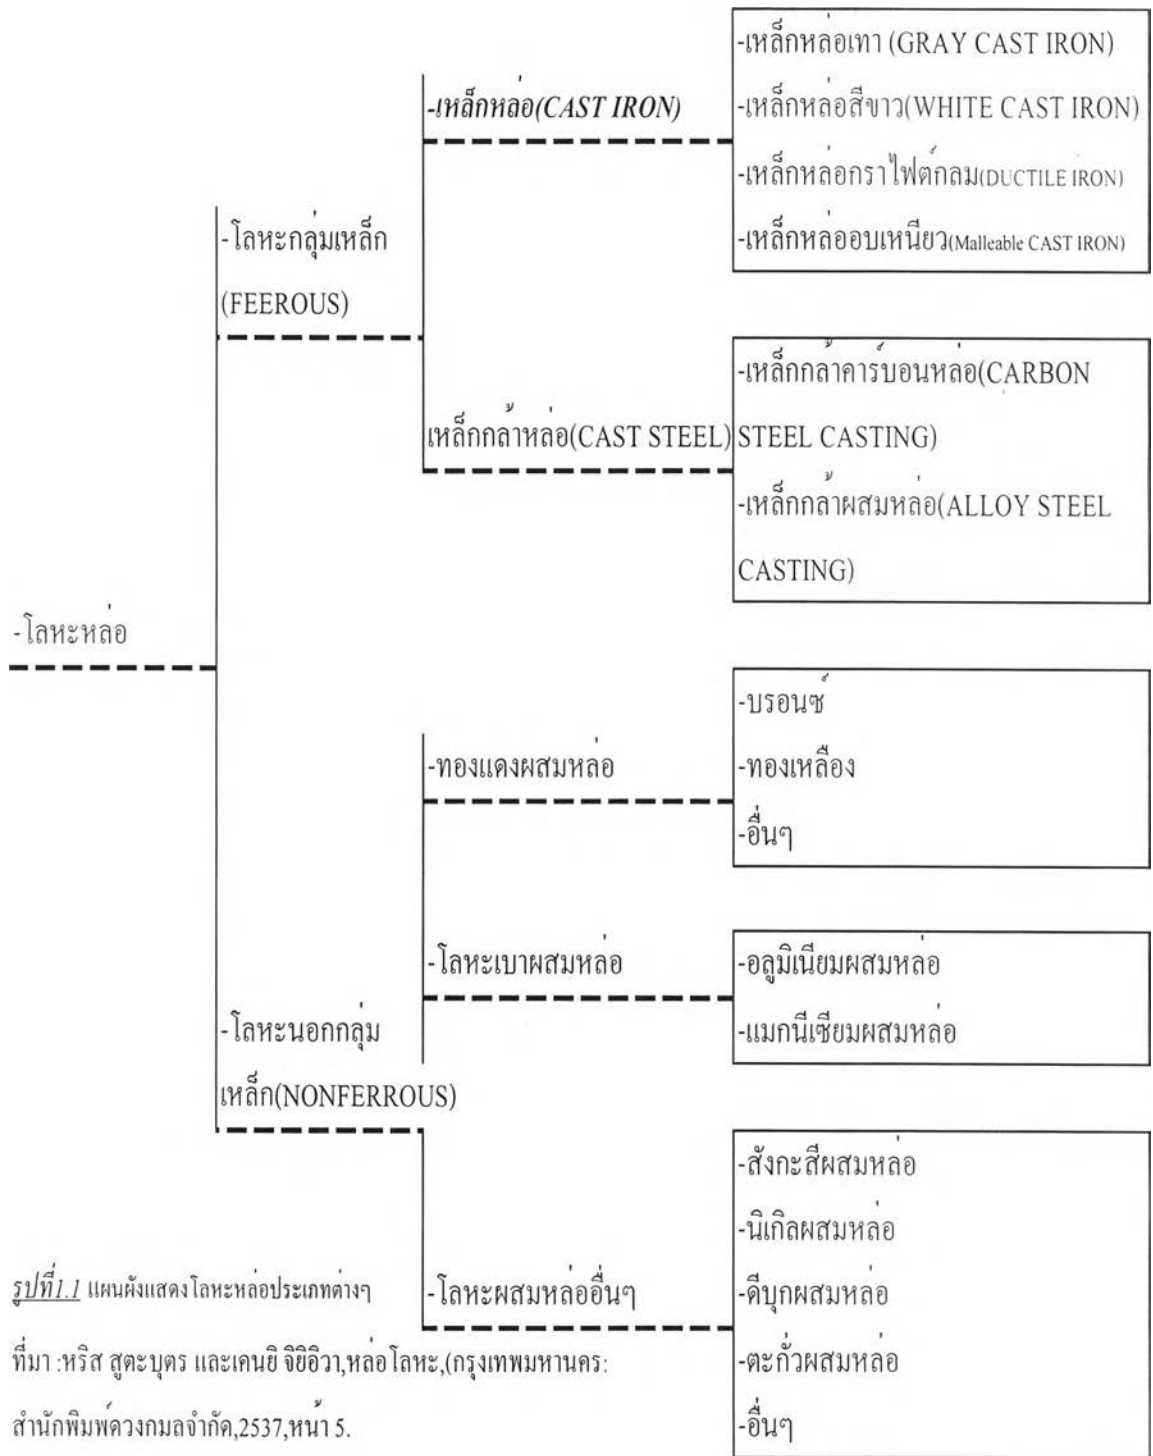 -เหล็กหล่อเทา (GRAY CAST IRON)
-เหล็กหล่อ(CAST IRON)
-เหล็กหล่อสีขาว(WHITE CAST IRON)
-เหล็กหล่อกราไฟต์กลม(DUCTILE IRON)
-เหล็กหล่ออบเหนียว(Malleable CAST IRON)
-โลหะกลุ่มเหล็ก
(FEEROUS)
-เหล็กกล้าคาร์บอนหล่อ(CARBON
STEEL CASTING)
เหล็กกล้าหล่อ(CAST STEEL)
-เหล็กกล้าผสมหล่อ(ALLOY STEEL
CASTING)
-โลหะหล่อ
-บรอนซ์
-ทองแดงผสมหล่อ
-ทองเหลือง
-อื่นๆ
-โลหะเบาผสมหล่อ
-อลูมิเนียมผสมหล่อ
-แมกนีเซียมผสมหล่อ
-โลหะนอกกลุ่ม
เหล็ก(NONFERROUS)
-สังกะสีผสมหล่อ
-นิเกิลผสมหล่อ
-โลหะผสมหล่ออื่นๆ
-ดีบุกผสมหล่อ
-ตะกั่วผสมหล่อ
-อื่นๆ
รูปที่1.1 แผนผังแสดงโลหะหล่อประเภทต่างๆ
ที่มา :หริส สูตะบุตร และเคนยิ จิยิอิวา,หล่อโลหะ,(กรุงเทพมหานคร:
สำนักพิมพ์ดวงกมลจำกัด,2537,หน้า 5.